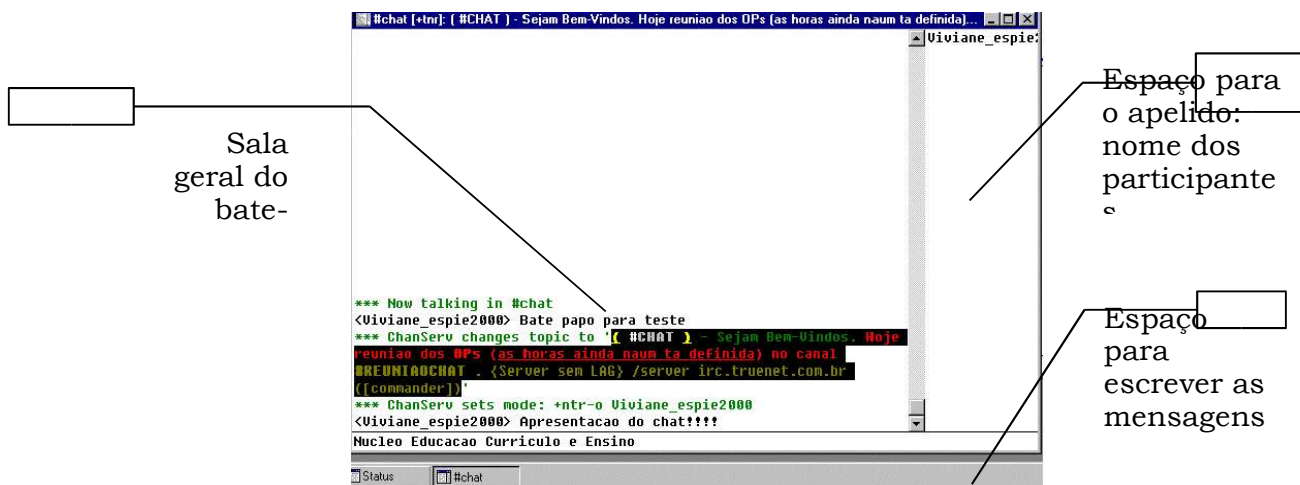 #chat [+tnr]: ( #CHAT ) - Sejam Bem-Vindos. Hoje reuniao dos OPs (as horas ainda naum ta definida)...
Viviane_espie2
Sala
geral do
bate-
Espaço para
o apelido:
nome dos
participante
s
*** Now talking in #chat
<Viviane_espie2000> Bate papo para teste
*** ChanServ changes topic to '( #CHAT ) - Sejam Bem-Vindos. Hoje
reuniao dos OPs (as horas ainda naum ta definida) no canal
#REUNIAOCHAT . {Server sem LAG} /server irc.truenet.com.br
([commander])'
*** ChanServ sets mode: +ntr-o Viviane_espie2000
<Viviane_espie2000> Apresentacao do chat!!!!
Nucleo Educacao Curriculo e Ensino
Espaço
para
escrever as
mensagens
Status
#chat